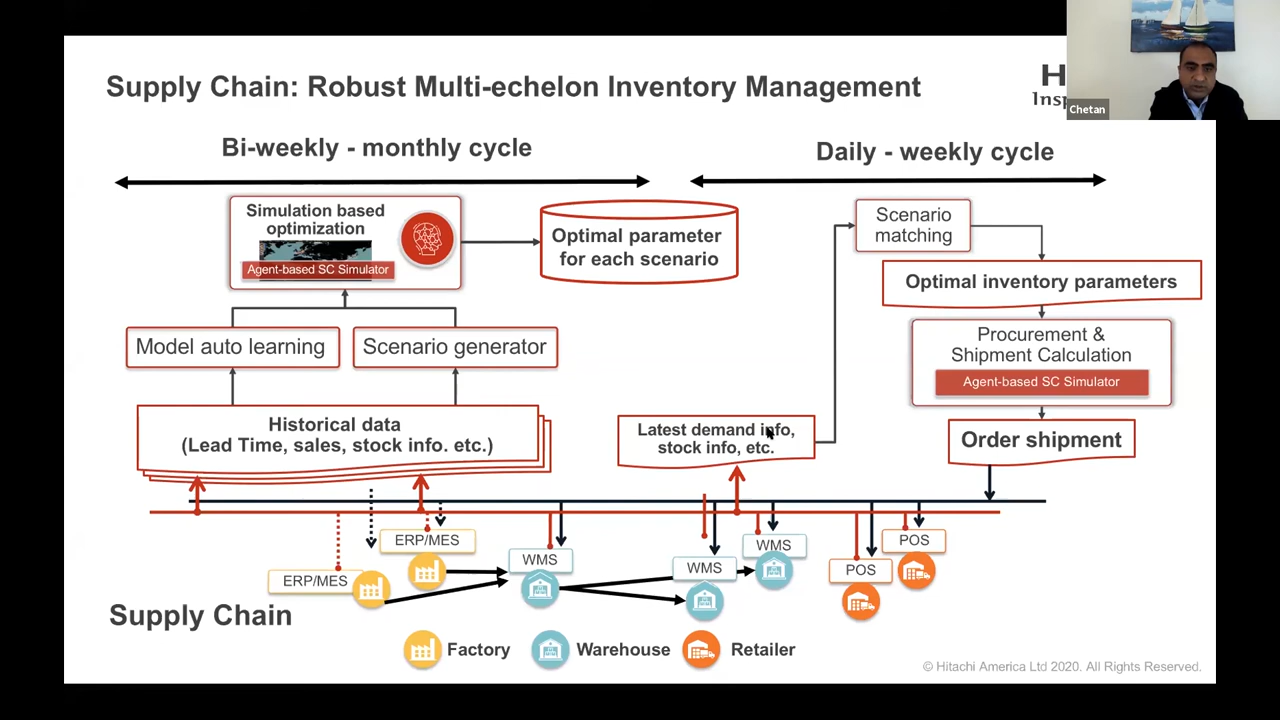 Supply Chain: Robust Multi-echelon Inventory Management
Chetan
Bi-weekly - monthly cycle
Daily - weekly cycle
Simulation based
optimization
Agent-based SC Simulator
Optimal parameter
for each scenario
Scenario
matching
Optimal inventory parameters
Model auto learning
Scenario generator
Procurement &
Shipment Calculation
Agent-based SC Simulator
Historical data
(Lead Time, sales, stock info. etc.)
Latest demand info,
stock info, etc.
Order shipment
ERP/MES
ERP/MES
WMS
WMS
WMS
POS
POS
Supply Chain
Factory
Warehouse
Retailer
© Hitachi America Ltd 2020. All Rights Reserved.